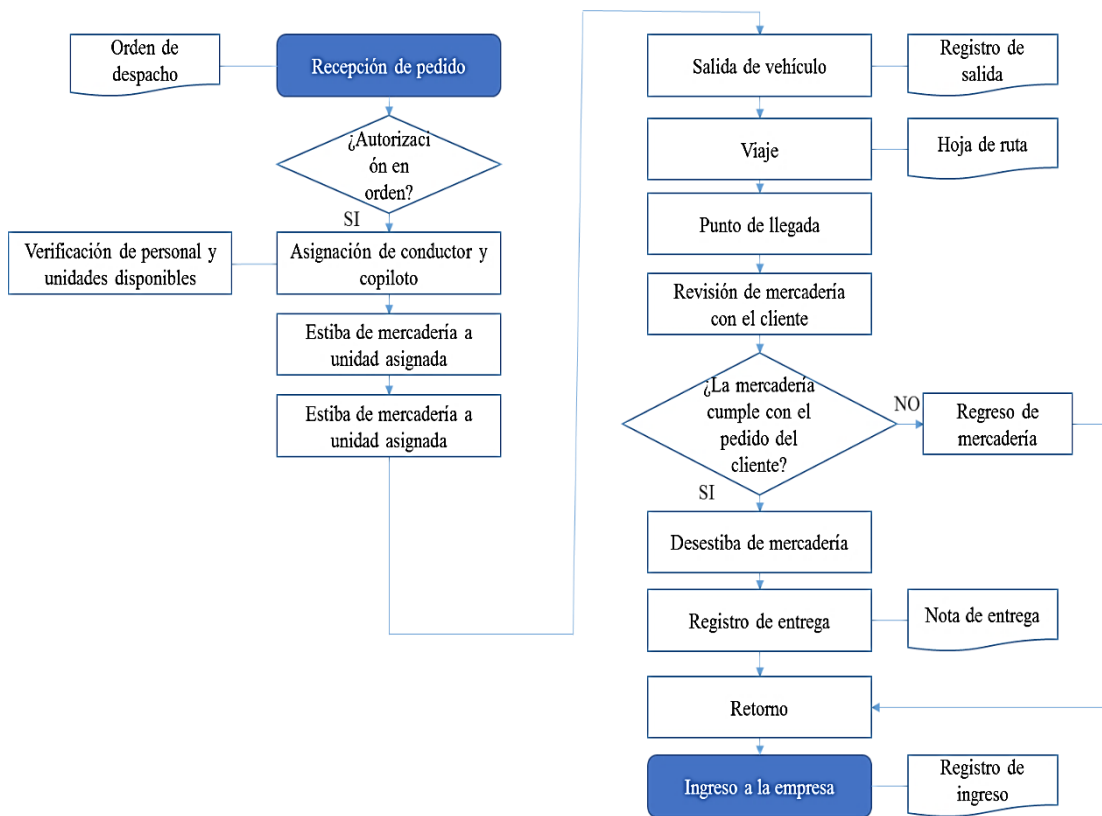 Orden de
despacho
Recepción de pedido
¿Autorizaci
ón en
orden?
SI
Verificación de personal y
unidades disponibles
Asignación de conductor y
copiloto
Estiba de mercadería a
unidad asignada
Estiba de mercadería a
unidad asignada
Salida de vehículo
Registro de
salida
Viaje
Hoja de ruta
Punto de llegada
Revisión de mercadería
con el cliente
¿La mercadería
cumple con el
pedido del
cliente?
NO
Regreso de
mercadería
SI
Desestiba de mercadería
Registro de entrega
Nota de entrega
Retorno
Ingreso a la empresa
Registro de
ingreso